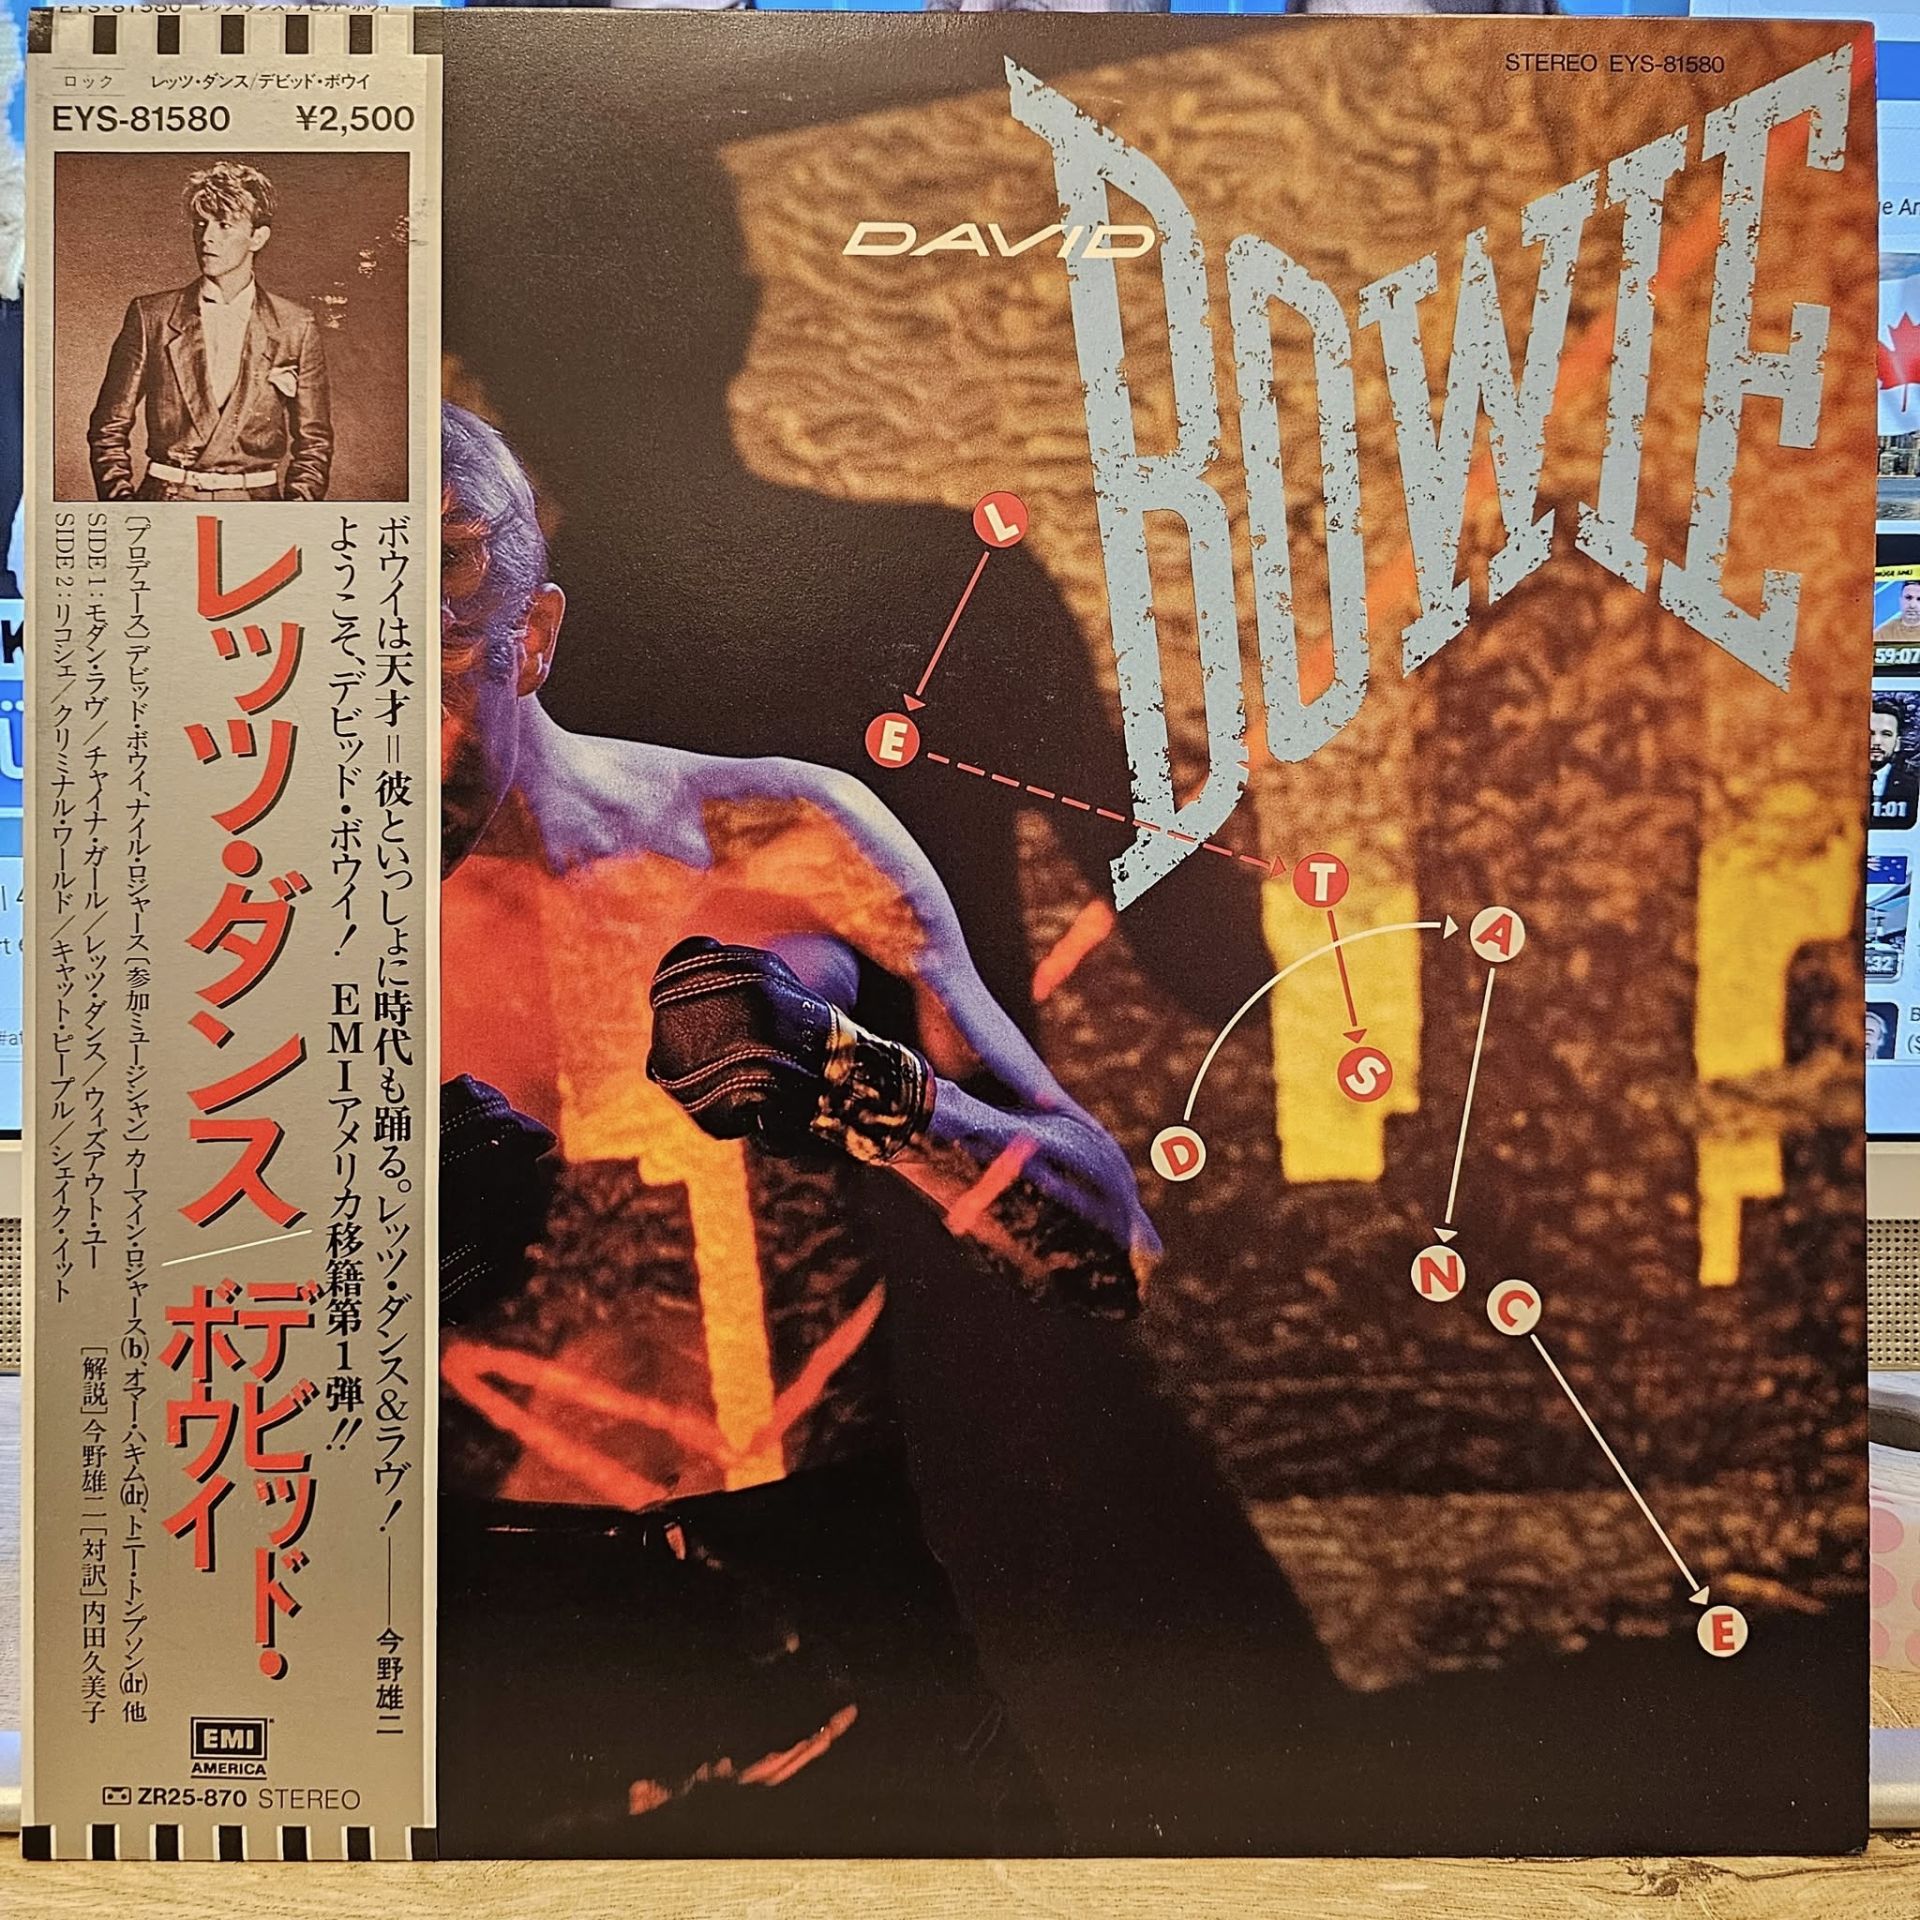 ロック レッツ・ダンス/デビッド・ボウイ
EYS-81580 ¥2,500
ボウイは天才＝彼といっしょに時代も踊る。レッツ・ダンス&ラヴ！――今野雄二
ようこそ、デビッド・ボウイ！ EMIアメリカ移籍第1弾!!
レッツ・ダンス/デビッド・ボウイ
〔プロデュース〕デビッド・ボウイ、ナイル・ロジャース〔参加ミュージシャン〕カーマイン・ロジャース(b)、オマー・ハキム(dr)、トニー・トンプソン(dr)他
SIDE 1：モダン・ラヴ／チャイナ・ガール／レッツ・ダンス／ウィズアウト・ユー
SIDE 2：リコシェ／クリミナル・ワールド／キャット・ピープル／シェイク・イット
［解説］今野雄二［対訳］内田久美子
EMI
AMERICA
ZR25-870 STEREO
STEREO EYS-81580
DAVID
BOWIE
L
E
T
S
D
A
N
C
E
59:07
1:01